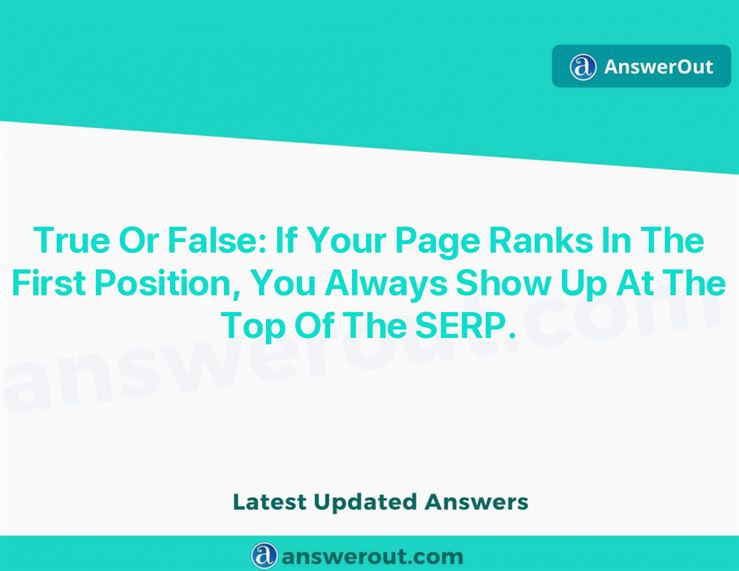 AnswerOut
True Or False: If Your Page Ranks In The
First Position, You Always Show Up At The
Top Of The SERP.
answerout.com
Latest Updated Answers
answerout.com